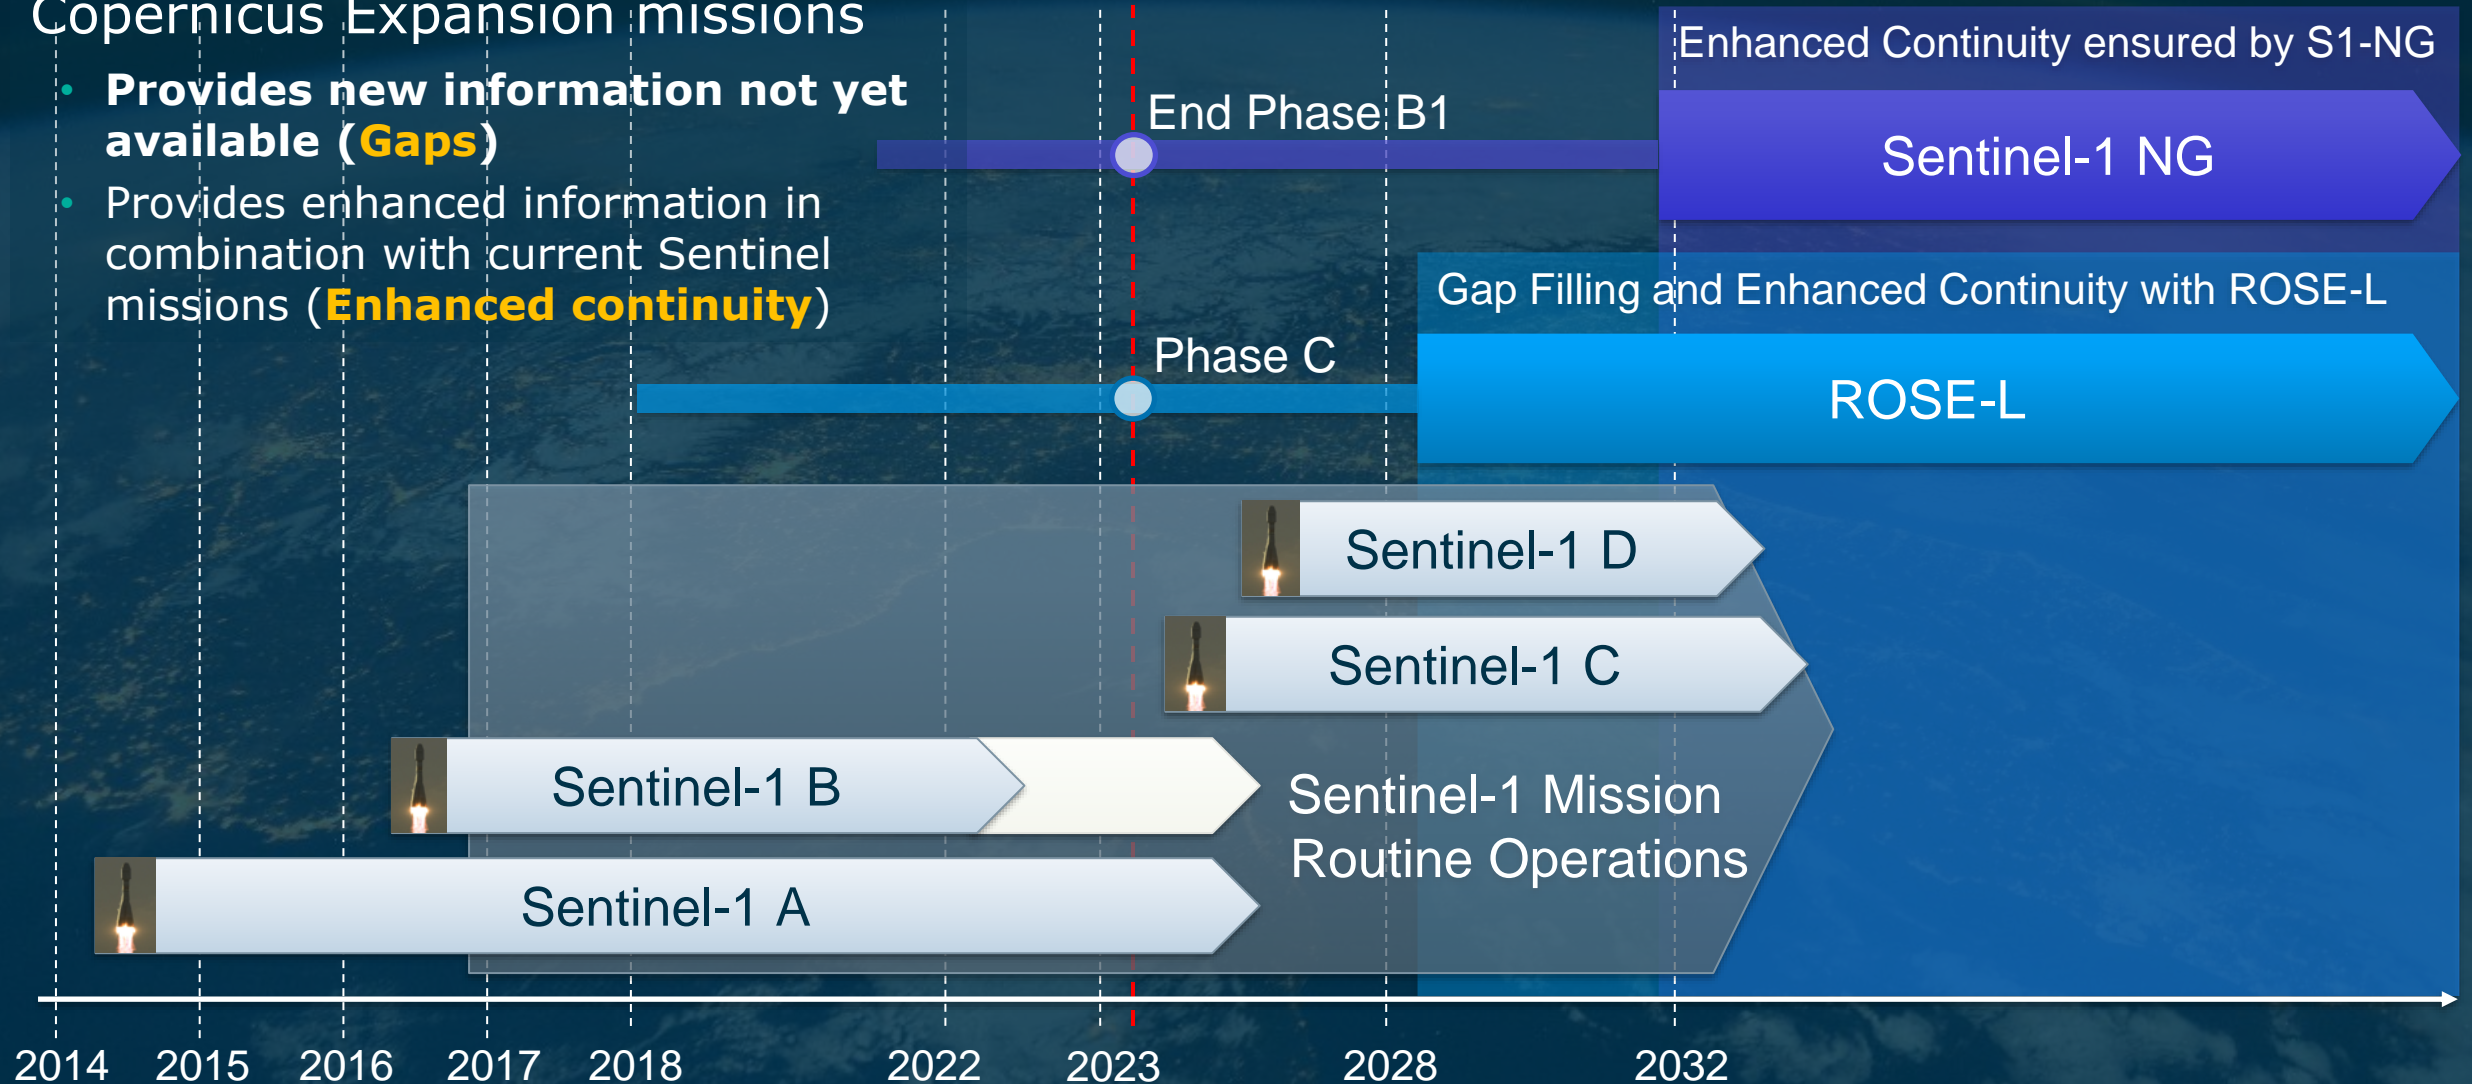 Copernicus Expansion missions
• Provides new information not yet
available (Gaps)
• Provides enhanced information in
combination with current Sentinel
missions (Enhanced continuity)
Enhanced Continuity ensured by S1-NG
End Phase B1
Sentinel-1 NG
Gap Filling and Enhanced Continuity with ROSE-L
Phase C
ROSE-L
Sentinel-1 D
Sentinel-1 C
Sentinel-1 B
Sentinel-1 Mission
Routine Operations
Sentinel-1 A
2014 2015 2016 2017 2018 2022 2023 2028 2032